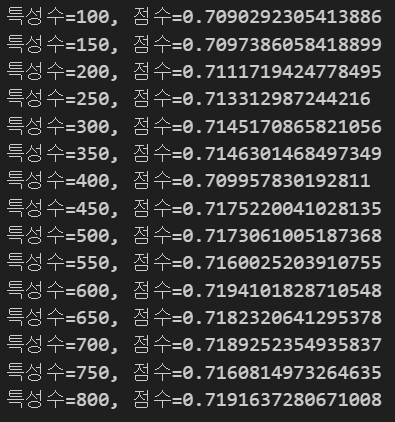 특성수=100, 점수=0.7090292305413886
특성수=150, 점수=0.7097386058418899
특성수=200, 점수=0.7111719424778495
특성수=250, 점수=0.713312987244216
특성수=300, 점수=0.7145170865821056
특성수=350, 점수=0.7146301468497349
특성수=400, 점수=0.709957830192811
특성수=450, 점수=0.7175220041028135
특성수=500, 점수=0.7173061005187368
특성수=550, 점수=0.7160025203910755
특성수=600, 점수=0.7194101828710548
특성수=650, 점수=0.7182320641295378
특성수=700, 점수=0.7189252354935837
특성수=750, 점수=0.7160814973264635
특성수=800, 점수=0.7191637280671008